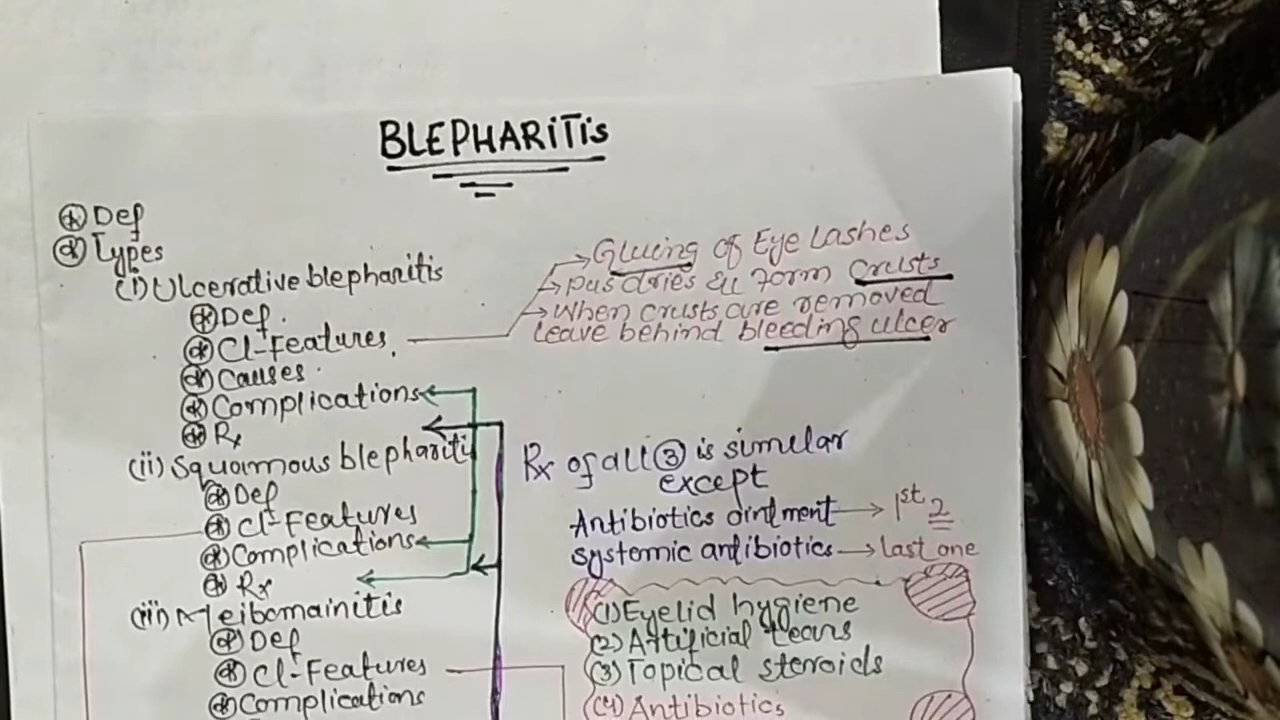 BLEPHARITIS
Def
Types
(i) Ulcerative blepharitis
Def.
Cl-Features.
Causes.
Complications
Rx
(ii) Squamous blepharitis
Def
Cl-Features
Complications
Rx
(iii) Meibomainitis
Def
Cl-Features
Complications
Gluing of Eye Lashes
Pus dries & form Crusts
When crusts are removed
leave behind bleeding ulcer
Rx of all 3 is similar
except
Antibiotics ointment → 1st 2
systemic antibiotics → last one
(1) Eyelid hygiene
(2) Artificial tears
(3) Topical steroids
(4) Antibiotics